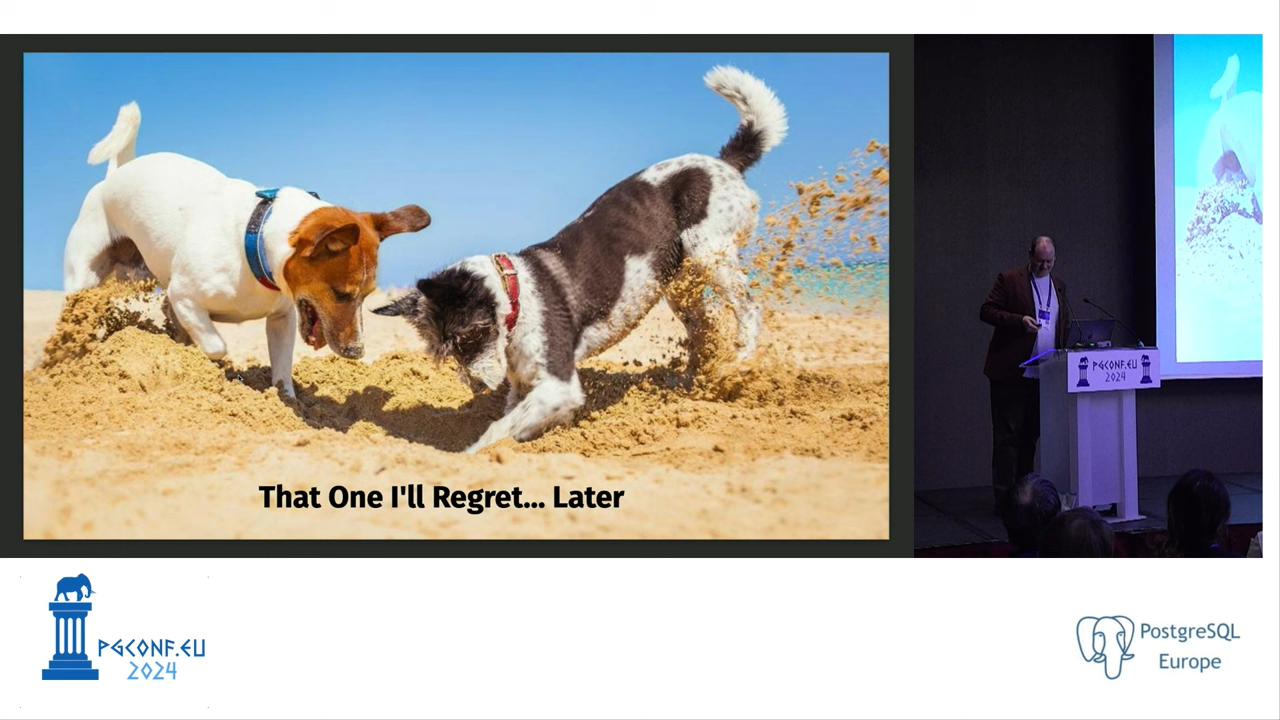 That One I'll Regret... Later
PGCONF.EU
2024
PGCONF.EU
2024
PostgreSQL
Europe